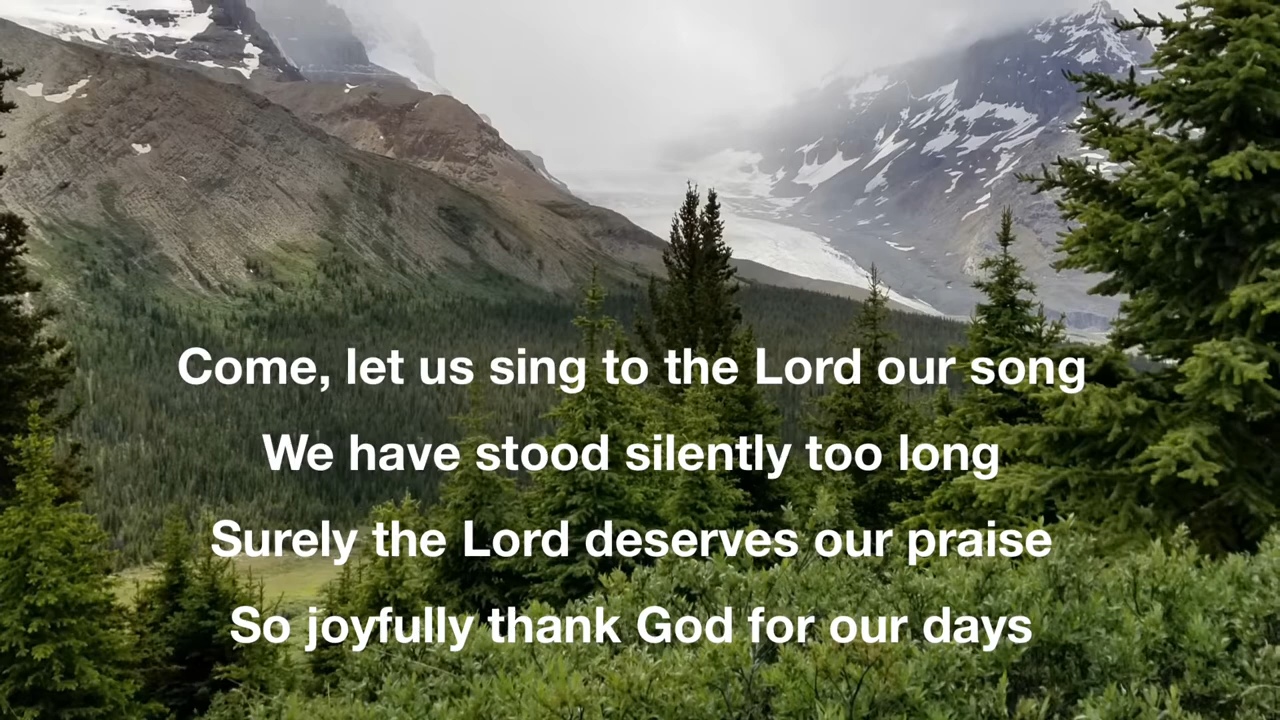 Come, let us sing to the Lord our song
We have stood silently too long
Surely the Lord deserves our praise
So joyfully thank God for our days